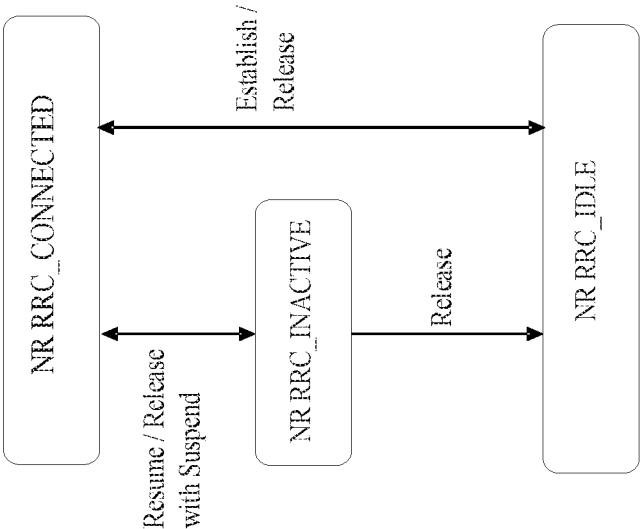 NR RRC_CONNECTED
Establish /
Release
Resume / Release
with Suspend
NR RRC_INACTIVE
Release
NR RRC_IDLE